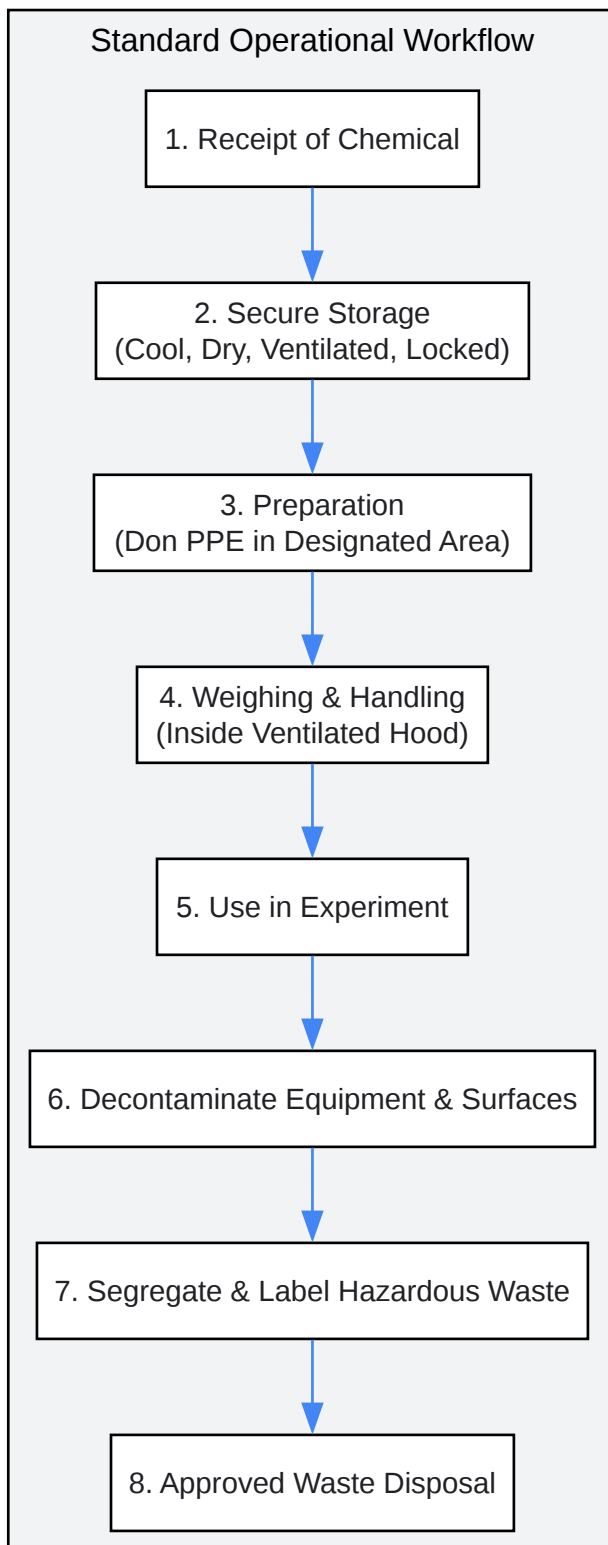 Standard Operational Workflow
1. Receipt of Chemical
2. Secure Storage
(Cool, Dry, Ventilated, Locked)
3. Preparation
(Don PPE in Designated Area)
4. Weighing & Handling
(Inside Ventilated Hood)
5. Use in Experiment
6. Decontaminate Equipment & Surfaces
7. Segregate & Label Hazardous Waste
8. Approved Waste Disposal